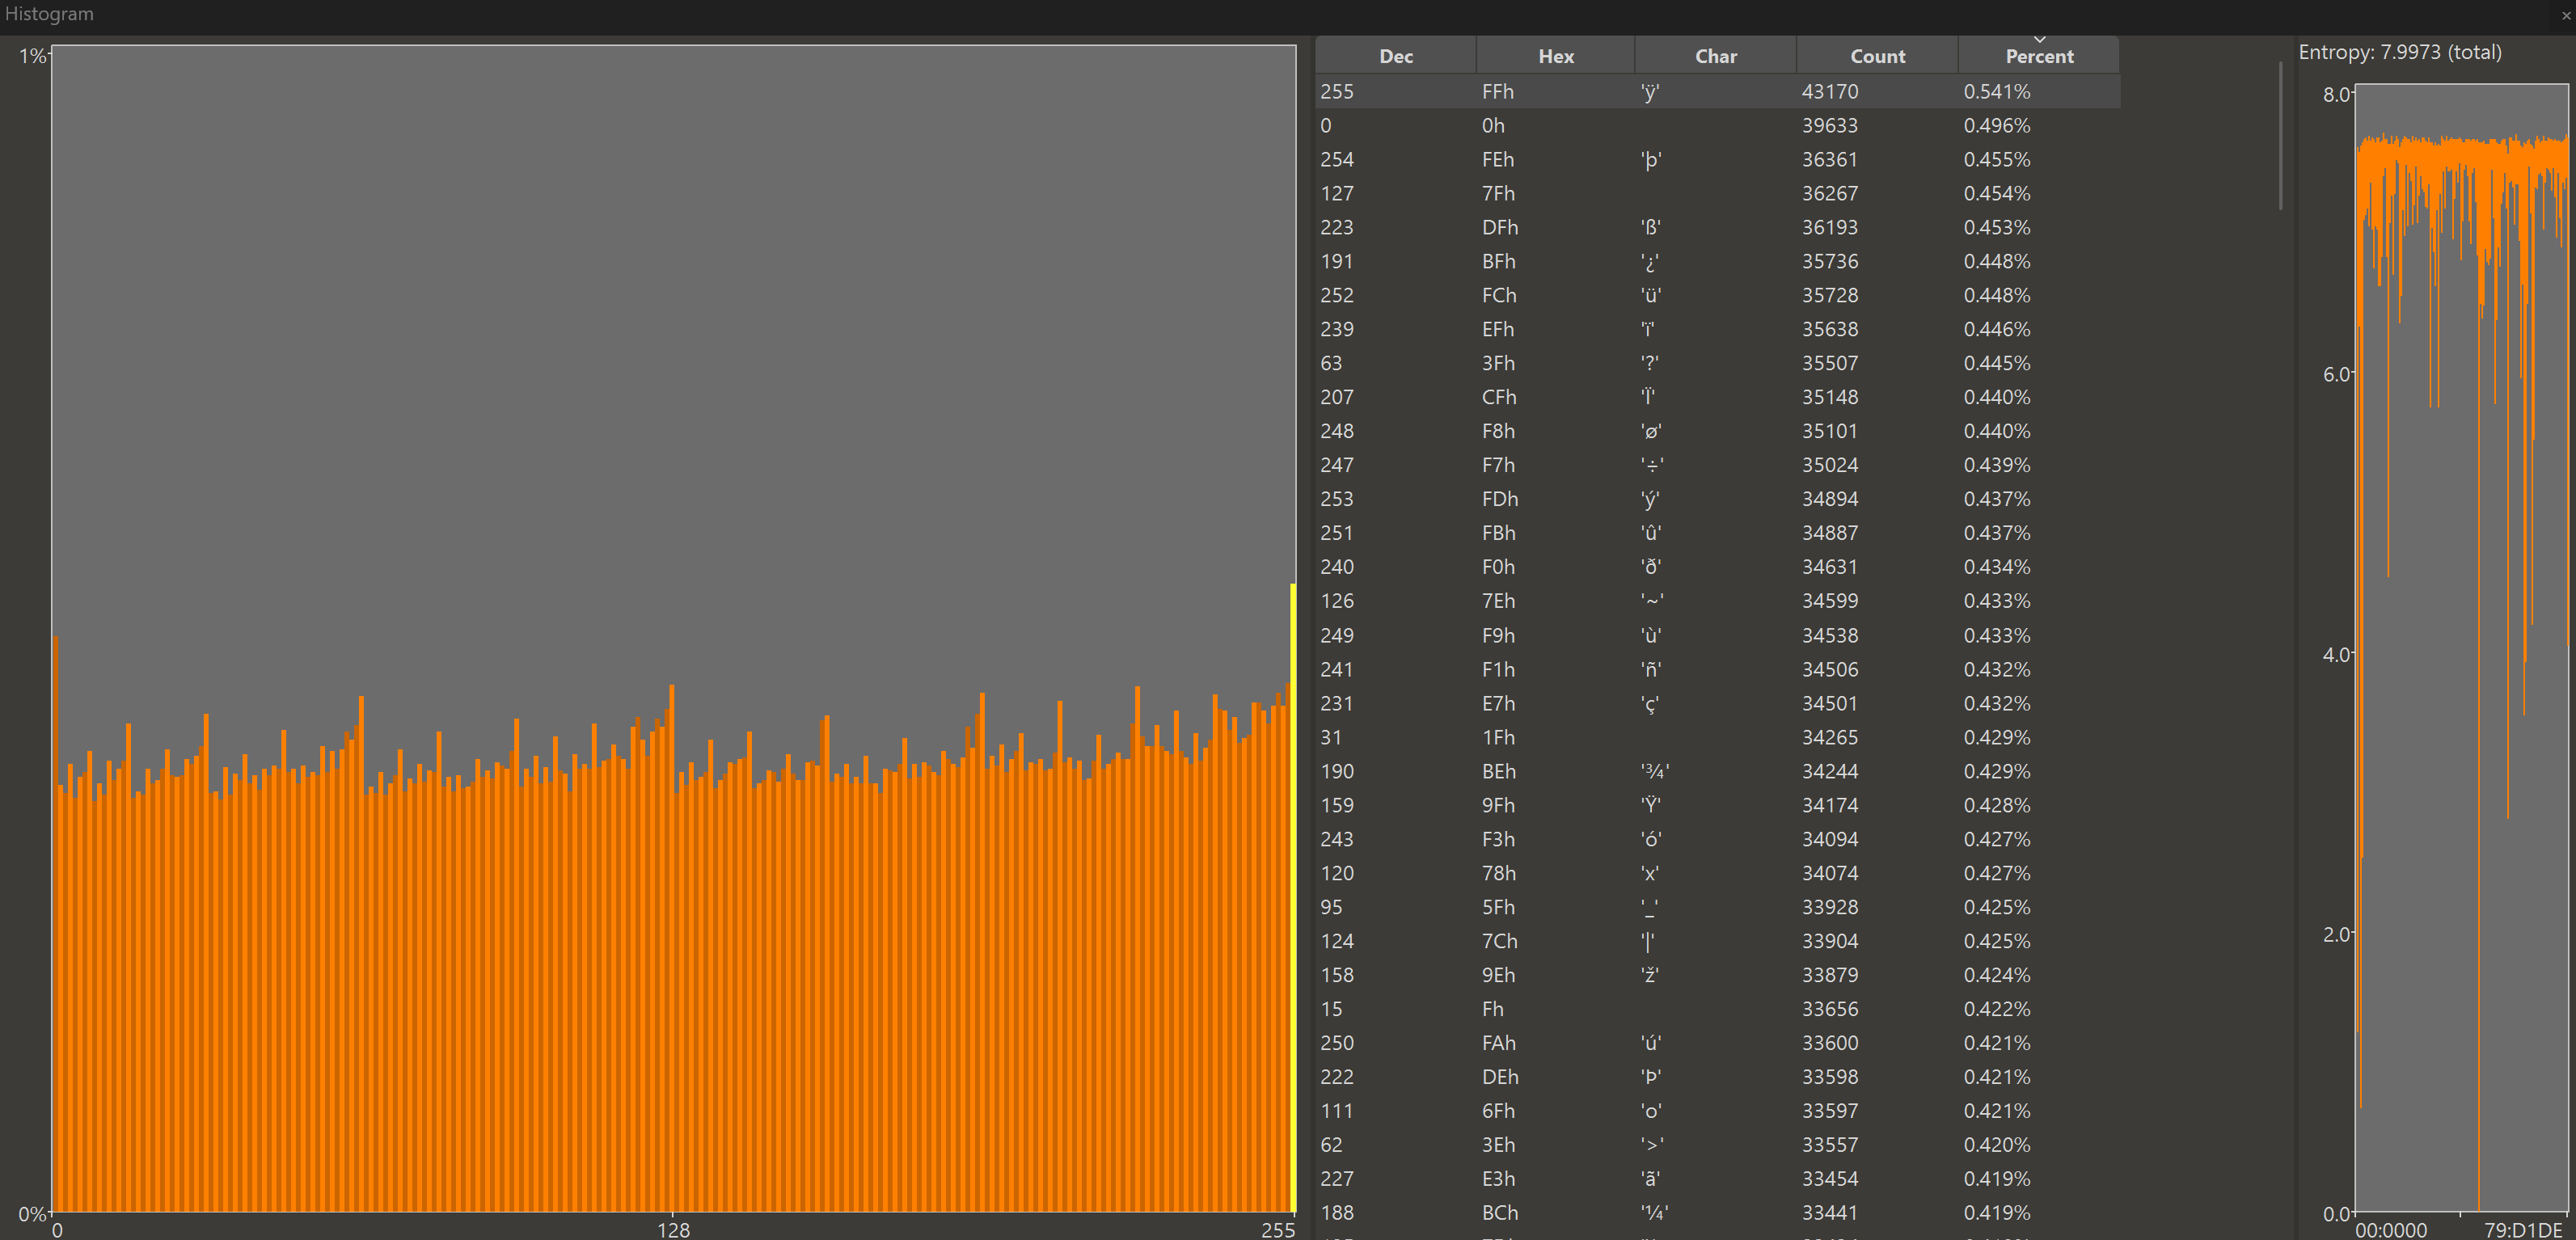 Histogram ×
1%
0%
0 128 255
Dec Hex Char Count Percent
255 FFh 'ÿ' 43170 0.541%
0 0h 39633 0.496%
254 FEh 'þ' 36361 0.455%
127 7Fh 36267 0.454%
223 DFh 'ß' 36193 0.453%
191 BFh '¿' 35736 0.448%
252 FCh 'ü' 35728 0.448%
239 EFh 'ï' 35638 0.446%
63 3Fh '?' 35507 0.445%
207 CFh 'Ï' 35148 0.440%
248 F8h 'ø' 35101 0.440%
247 F7h '÷' 35024 0.439%
253 FDh 'ý' 34894 0.437%
251 FBh 'û' 34887 0.437%
240 F0h 'ð' 34631 0.434%
126 7Eh '~' 34599 0.433%
249 F9h 'ù' 34538 0.433%
241 F1h 'ñ' 34506 0.432%
231 E7h 'ç' 34501 0.432%
31 1Fh 34265 0.429%
190 BEh '¾' 34244 0.429%
159 9Fh 'Ÿ' 34174 0.428%
243 F3h 'ó' 34094 0.427%
120 78h 'x' 34074 0.427%
95 5Fh '_' 33928 0.425%
124 7Ch '|' 33904 0.425%
158 9Eh 'ž' 33879 0.424%
15 Fh 33656 0.422%
250 FAh 'ú' 33600 0.421%
222 DEh 'Þ' 33598 0.421%
111 6Fh 'o' 33597 0.421%
62 3Eh '>' 33557 0.420%
227 E3h 'ã' 33454 0.419%
188 BCh '¼' 33441 0.419%
Entropy: 7.9973 (total)
8.0
6.0
4.0
2.0
0.0
00:0000 79:D1DE